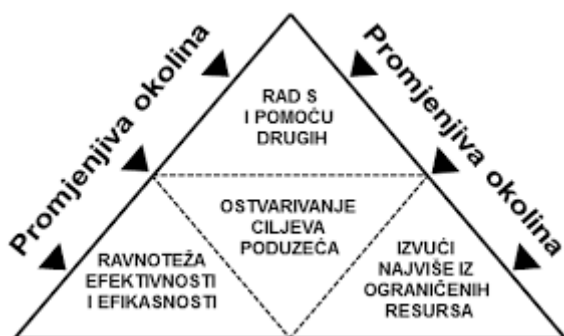 Promjenjiva okolina
Promjenjiva okolina
RAD S
I POMOĆU
DRUGIH
OSTVARIVANJE
CILJEVA
PODUZEĆA
RAVNOTEŽA
EFEKTIVNOSTI
I EFIKASNOSTI
IZVUĆI
NAJVIŠE IZ
OGRANIČENIH
RESURSA